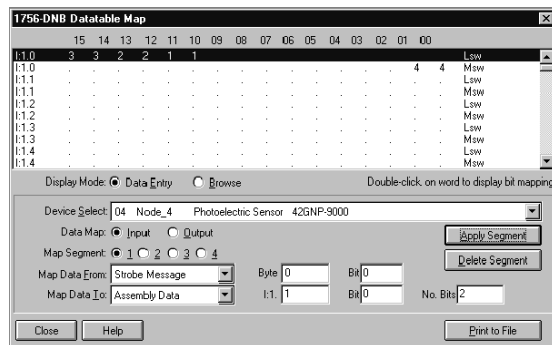 1756-DNB Datatable Map
15 14 13 12 11 10 09 08 07 06 05 04 03 02 01 00
I:1.0 3 3 2 2 1 1 . . . . . . . . . . Lsw
I:1.0 . . . . . . . . . . . . . . 4 4 Msw
I:1.1 . . . . . . . . . . . . . . . . Lsw
I:1.1 . . . . . . . . . . . . . . . . Msw
I:1.2 . . . . . . . . . . . . . . . . Lsw
I:1.2 . . . . . . . . . . . . . . . . Msw
I:1.3 . . . . . . . . . . . . . . . . Lsw
I:1.3 . . . . . . . . . . . . . . . . Msw
I:1.4 . . . . . . . . . . . . . . . . Lsw
I:1.4 . . . . . . . . . . . . . . . . Msw
Display Mode: Data Entry Browse Double-click, on word to display bit mapping
Device Select: 04 Node_4 Photoelectric Sensor 42GNP-9000
Data Map: Input Output Apply Segment
Map Segment: 1 2 3 4 Delete Segment
Map Data From: Strobe Message Byte 0 Bit 0
Map Data To: Assembly Data I:1. 1 Bit 0 No. Bits 2
Close Help Print to File